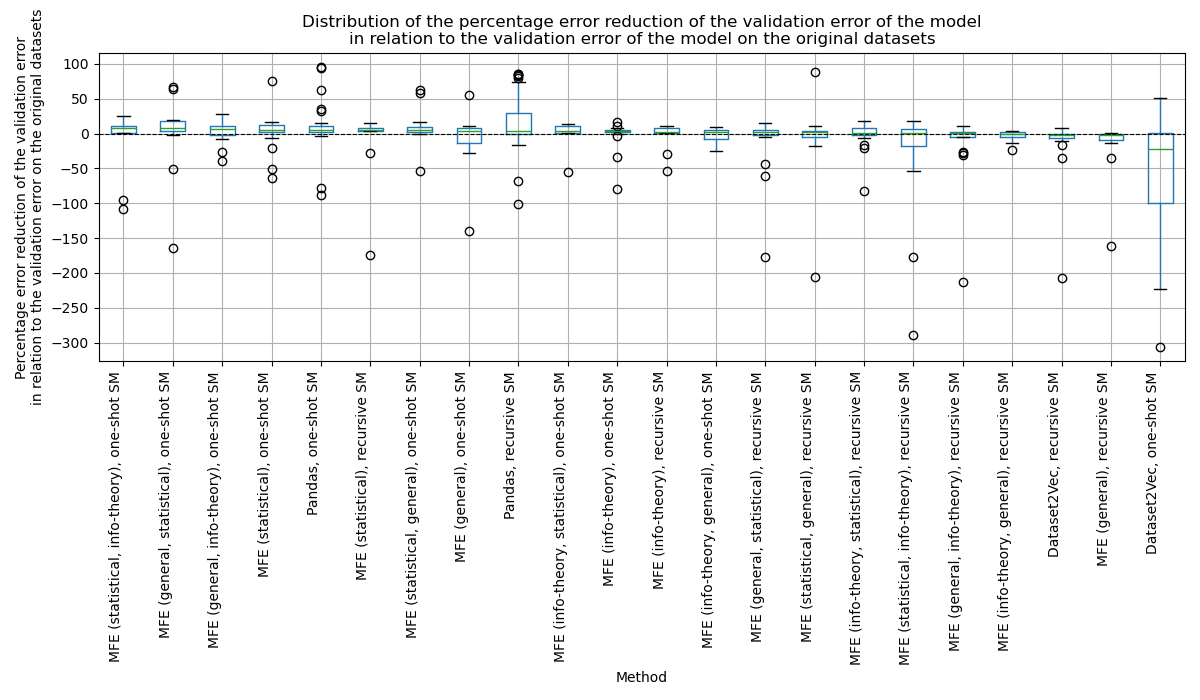 Distribution of the percentage error reduction of the validation error of the model
in relation to the validation error of the model on the original datasets
Percentage error reduction of the validation error
in relation to the validation error on the original datasets
100
50
0
−50
−100
−150
−200
−250
−300
MFE (statistical, info-theory), one-shot SM
MFE (general, statistical), one-shot SM
MFE (general, info-theory), one-shot SM
MFE (statistical), one-shot SM
Pandas, one-shot SM
MFE (statistical), recursive SM
MFE (statistical, general), one-shot SM
MFE (general), one-shot SM
Pandas, recursive SM
MFE (info-theory, statistical), one-shot SM
MFE (info-theory), one-shot SM
MFE (info-theory), recursive SM
MFE (info-theory, general), one-shot SM
MFE (general, statistical), recursive SM
MFE (statistical, general), recursive SM
MFE (info-theory, statistical), recursive SM
MFE (statistical, info-theory), recursive SM
MFE (general, info-theory), recursive SM
MFE (info-theory, general), recursive SM
Dataset2Vec, recursive SM
MFE (general), recursive SM
Dataset2Vec, one-shot SM
Method